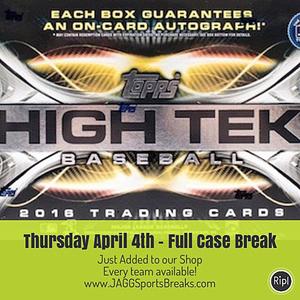 EACH BOX GUARANTEES
AN ON-CARD AUTOGRAPH!*
Topps
HIGH TEK
BASEBALL
2016 TRADING CARDS
Thursday April 4th - Full Case Break
Just Added to our Shop
Every team available!
www.JAGGSportsBreaks.com
Ripl